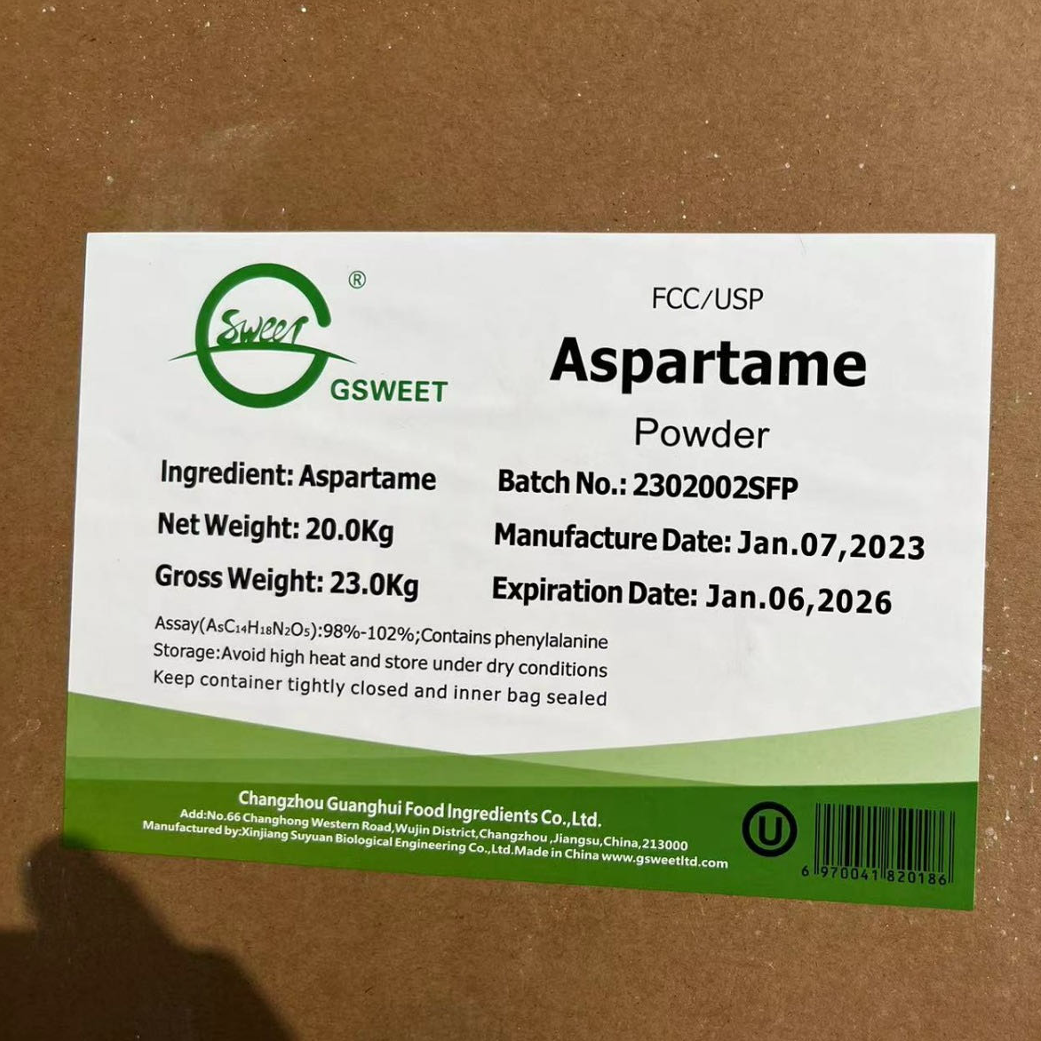 ®
Sweet
GSWEET
FCC/USP
Aspartame
Powder
Ingredient: Aspartame
Net Weight: 20.0Kg
Gross Weight: 23.0Kg
Batch No.: 2302002SFP
Manufacture Date: Jan.07,2023
Expiration Date: Jan.06,2026
Assay(AsC₁₄H₁₈N₂O₅):98%-102%;Contains phenylalanine
Storage:Avoid high heat and store under dry conditions
Keep container tightly closed and inner bag sealed
Changzhou Guanghui Food Ingredients Co.,Ltd.
Add:No.66 Changhong Western Road,Wujin District,Changzhou ,Jiangsu,China,213000
Manufactured by:Xinjiang Suyuan Biological Engineering Co.,Ltd.Made in China www.gsweetltd.com
U
6 970041 820186